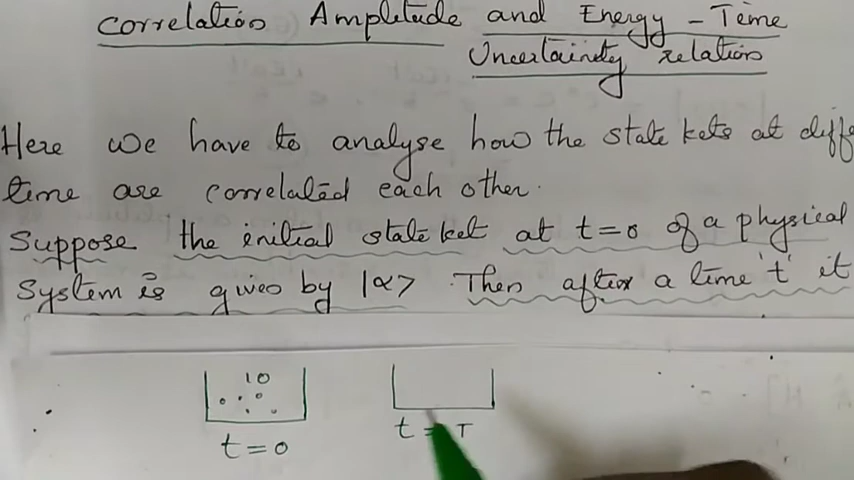 Correlation Amplitude and Energy - Time
Uncertainty relation
Here we have to analyse how the state kets at diffe
time are correlated each other.
Suppose the initial state ket at t=0 of a physical
System is given by |α>. Then after a time 't' it
10
t=0
t = T